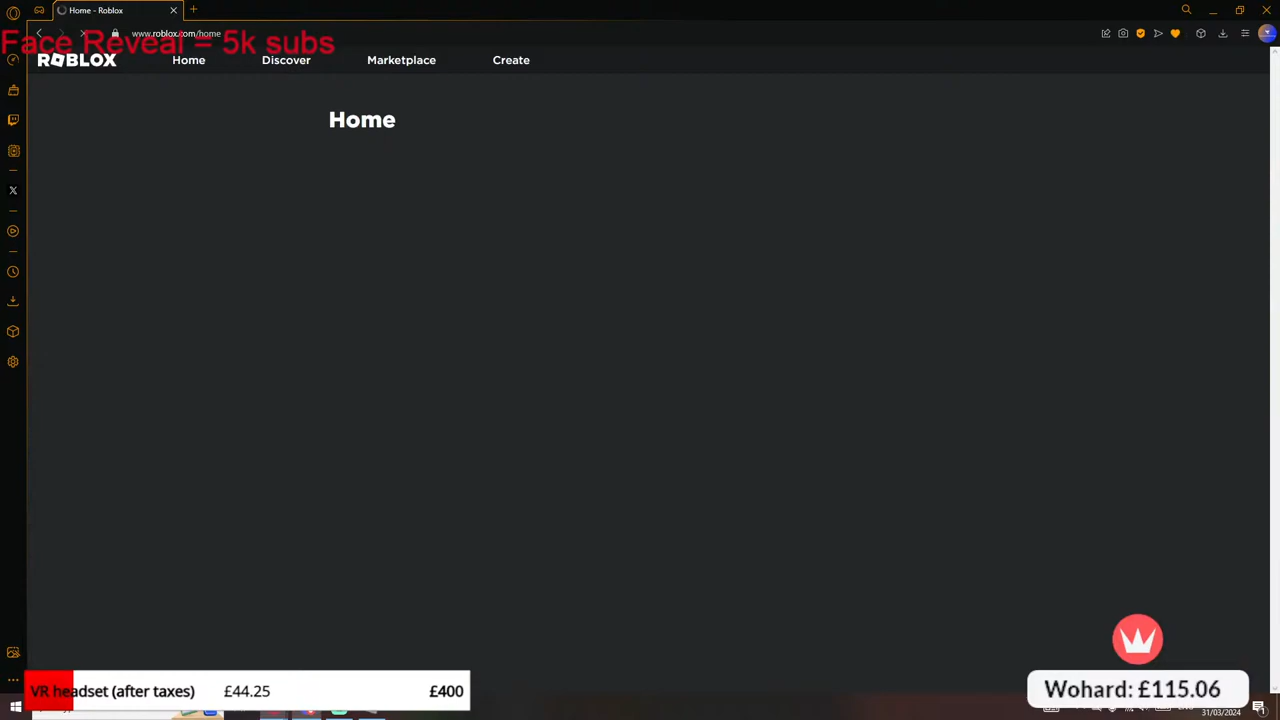 Home - Roblox
www.roblox.com/home
Face Reveal = 5k subs
ROBLOX Home Discover Marketplace Create
Home
VR headset (after taxes) £44.25 £400
Wohard: £115.06
31/03/2024